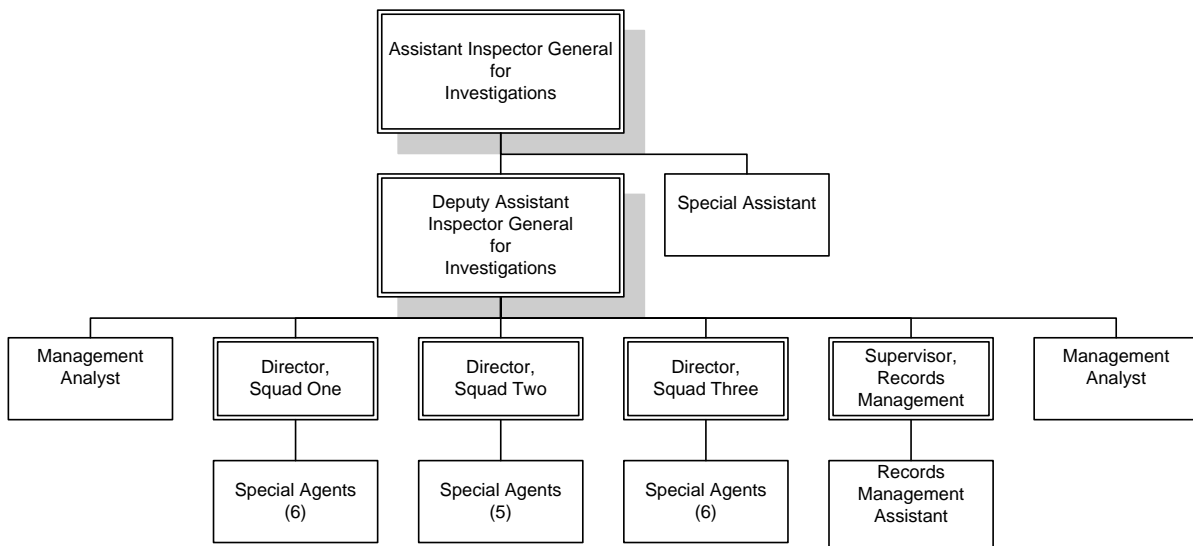 Assistant Inspector General
for
Investigations
Deputy Assistant
Inspector General
for
Investigations
Special Assistant
Management
Analyst
Director,
Squad One
Director,
Squad Two
Director,
Squad Three
Supervisor,
Records
Management
Management
Analyst
Special Agents
(6)
Special Agents
(5)
Special Agents
(6)
Records
Management
Assistant